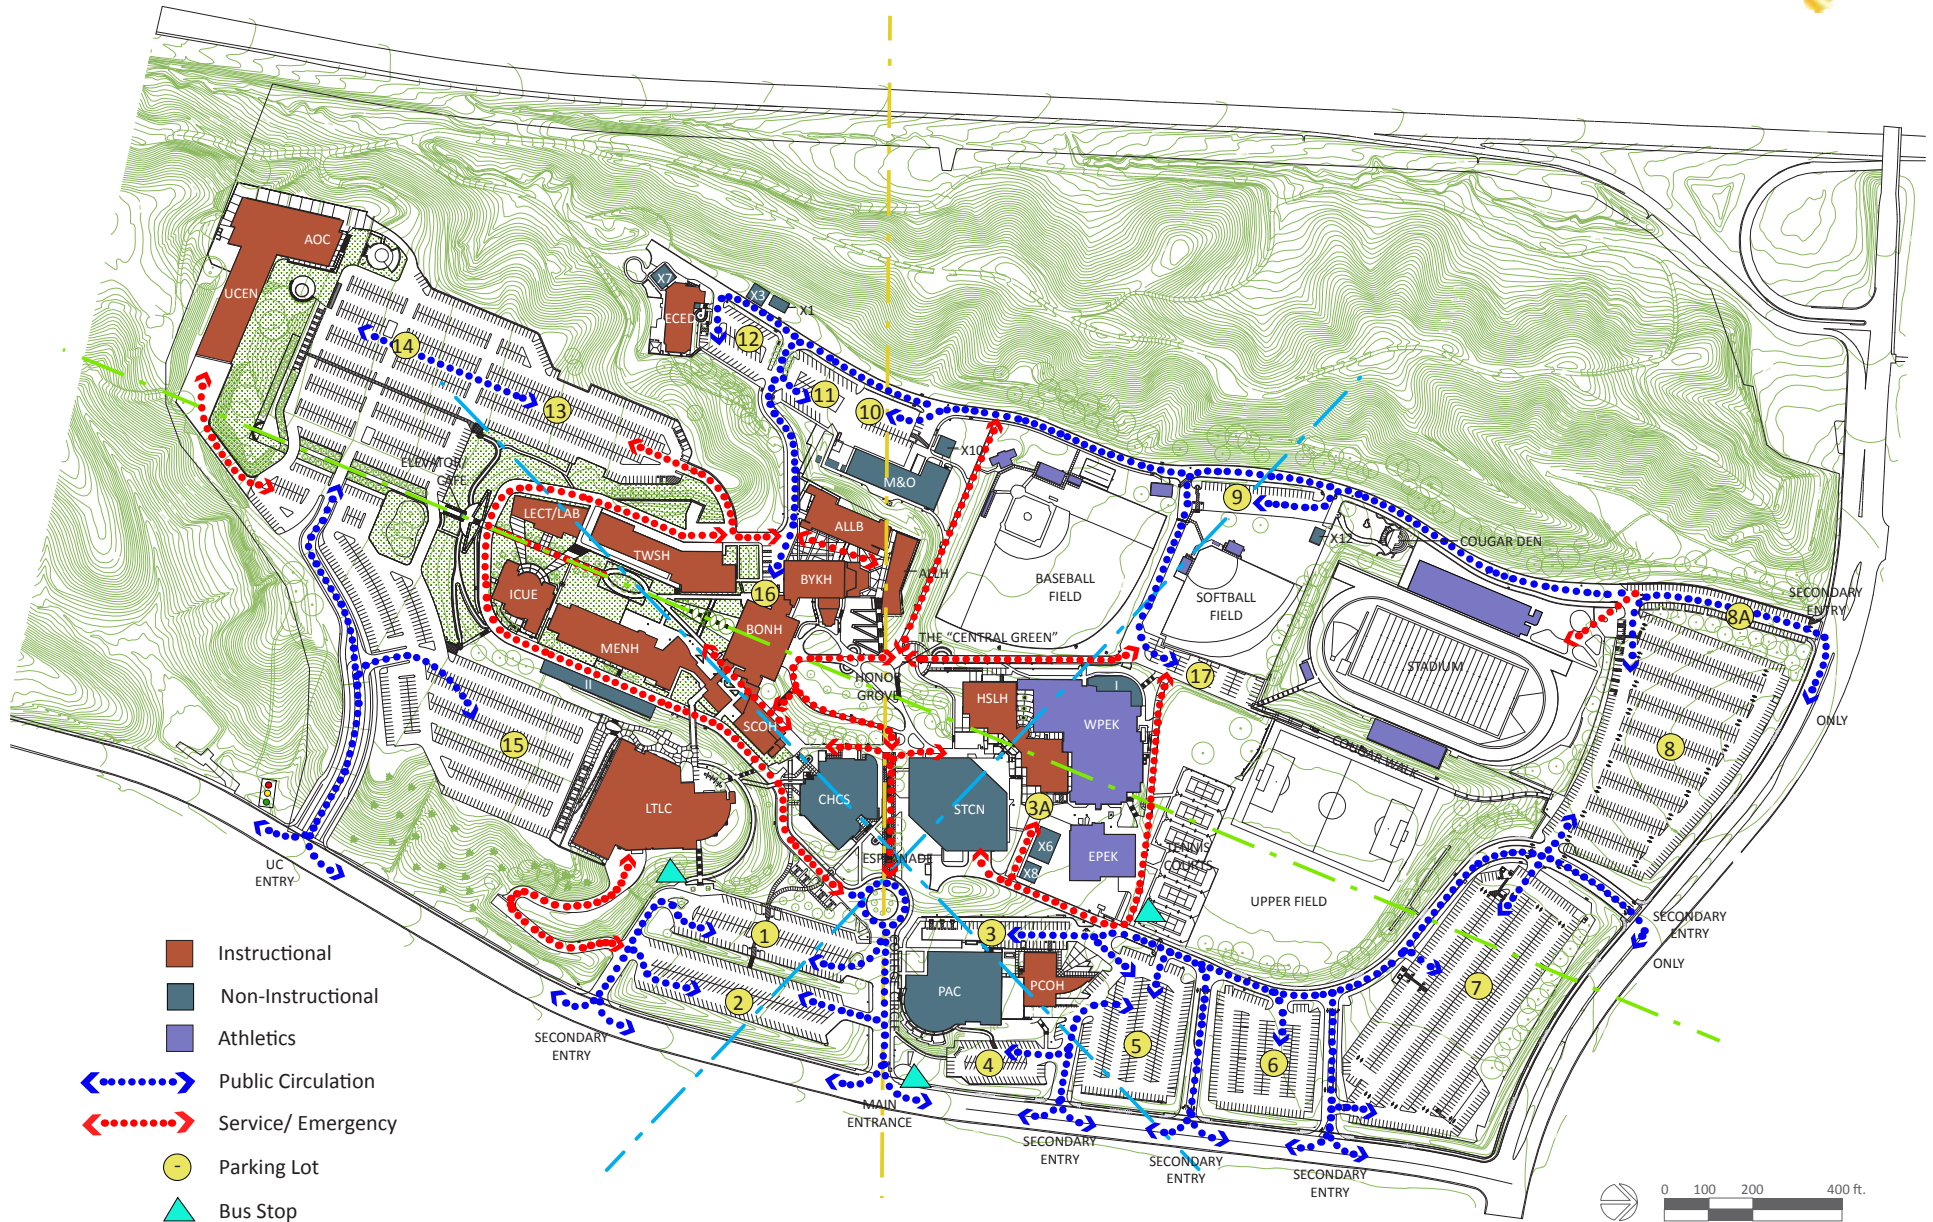 AOC
UCEN
X7
X3
X1
ECED
12
14
13
11
10
X10
M&O
ELEVATOR/
CAFE
LECT/LAB
TWSH
ALLB
ALLH
BYKH
16
ICUE
MENH
BONH
II
SCOH
HONOR
GROVE
THE "CENTRAL GREEN"
BASEBALL
FIELD
9
X12
COUGAR DEN
SOFTBALL
FIELD
17
STADIUM
COUGAR WALK
8A
SECONDARY
ENTRY
ONLY
8
HSLH
WPEK
I
15
LTLC
CHCS
STCN
3A
X6
X8
EPEK
TENNIS
COURTS
ESPLANADE
UPPER FIELD
UC
ENTRY
1
2
3
PAC
PCOH
4
5
6
7
SECONDARY
ENTRY
ONLY
SECONDARY
ENTRY
MAIN
ENTRANCE
SECONDARY
ENTRY
SECONDARY
ENTRY
SECONDARY
ENTRY
Instructional
Non-Instructional
Athletics
Public Circulation
Service/ Emergency
- Parking Lot
Bus Stop
0 100 200 400 ft.